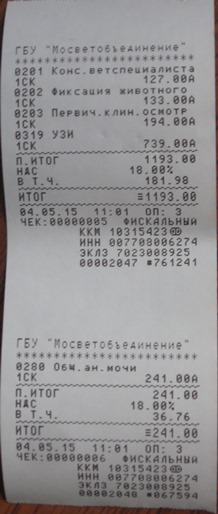 ГБУ "Мосветобъединение"
************************
0201 Конс.ветспециалиста
1СК 127.00А
0202 Фиксация животного
1СК 133.00А
0203 Первич.клин.осмотр
1СК 194.00А
0319 УЗИ
1СК 739.00А
П.ИТОГ 1193.00
НДС 18.00%
В Т.Ч. 181.98
ИТОГ ≡1193.00
04.05.15 11:01 ОП: 3
ЧЕК:00000005 ФИСКАЛЬНЫЙ
ККМ 10315423
ИНН 007708006274
ЭКЛЗ 7023008925
00002047 #761241
ГБУ "Мосветобъединение"
************************
0280 Общ.ан.мочи
1СК 241.00А
П.ИТОГ 241.00
НДС 18.00%
В Т.Ч. 36.76
ИТОГ ≡241.00
04.05.15 11:01 ОП: 3
ЧЕК:00000006 ФИСКАЛЬНЫЙ
ККМ 10315423
ИНН 007708006274
ЭКЛЗ 7023008925
00002048 #067594